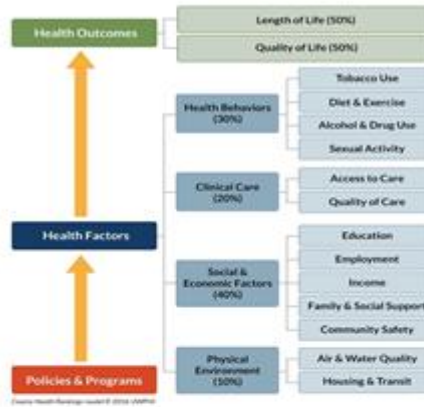 Health Outcomes
Length of Life (50%)
Quality of Life (50%)
Health Factors
Health Behaviors
(30%)
Tobacco Use
Diet & Exercise
Alcohol & Drug Use
Sexual Activity
Clinical Care
(20%)
Access to Care
Quality of Care
Social &
Economic Factors
(40%)
Education
Employment
Income
Family & Social Support
Community Safety
Physical
Environment
(10%)
Air & Water Quality
Housing & Transit
Policies & Programs
County Health Rankings model © 2016 UWPHI